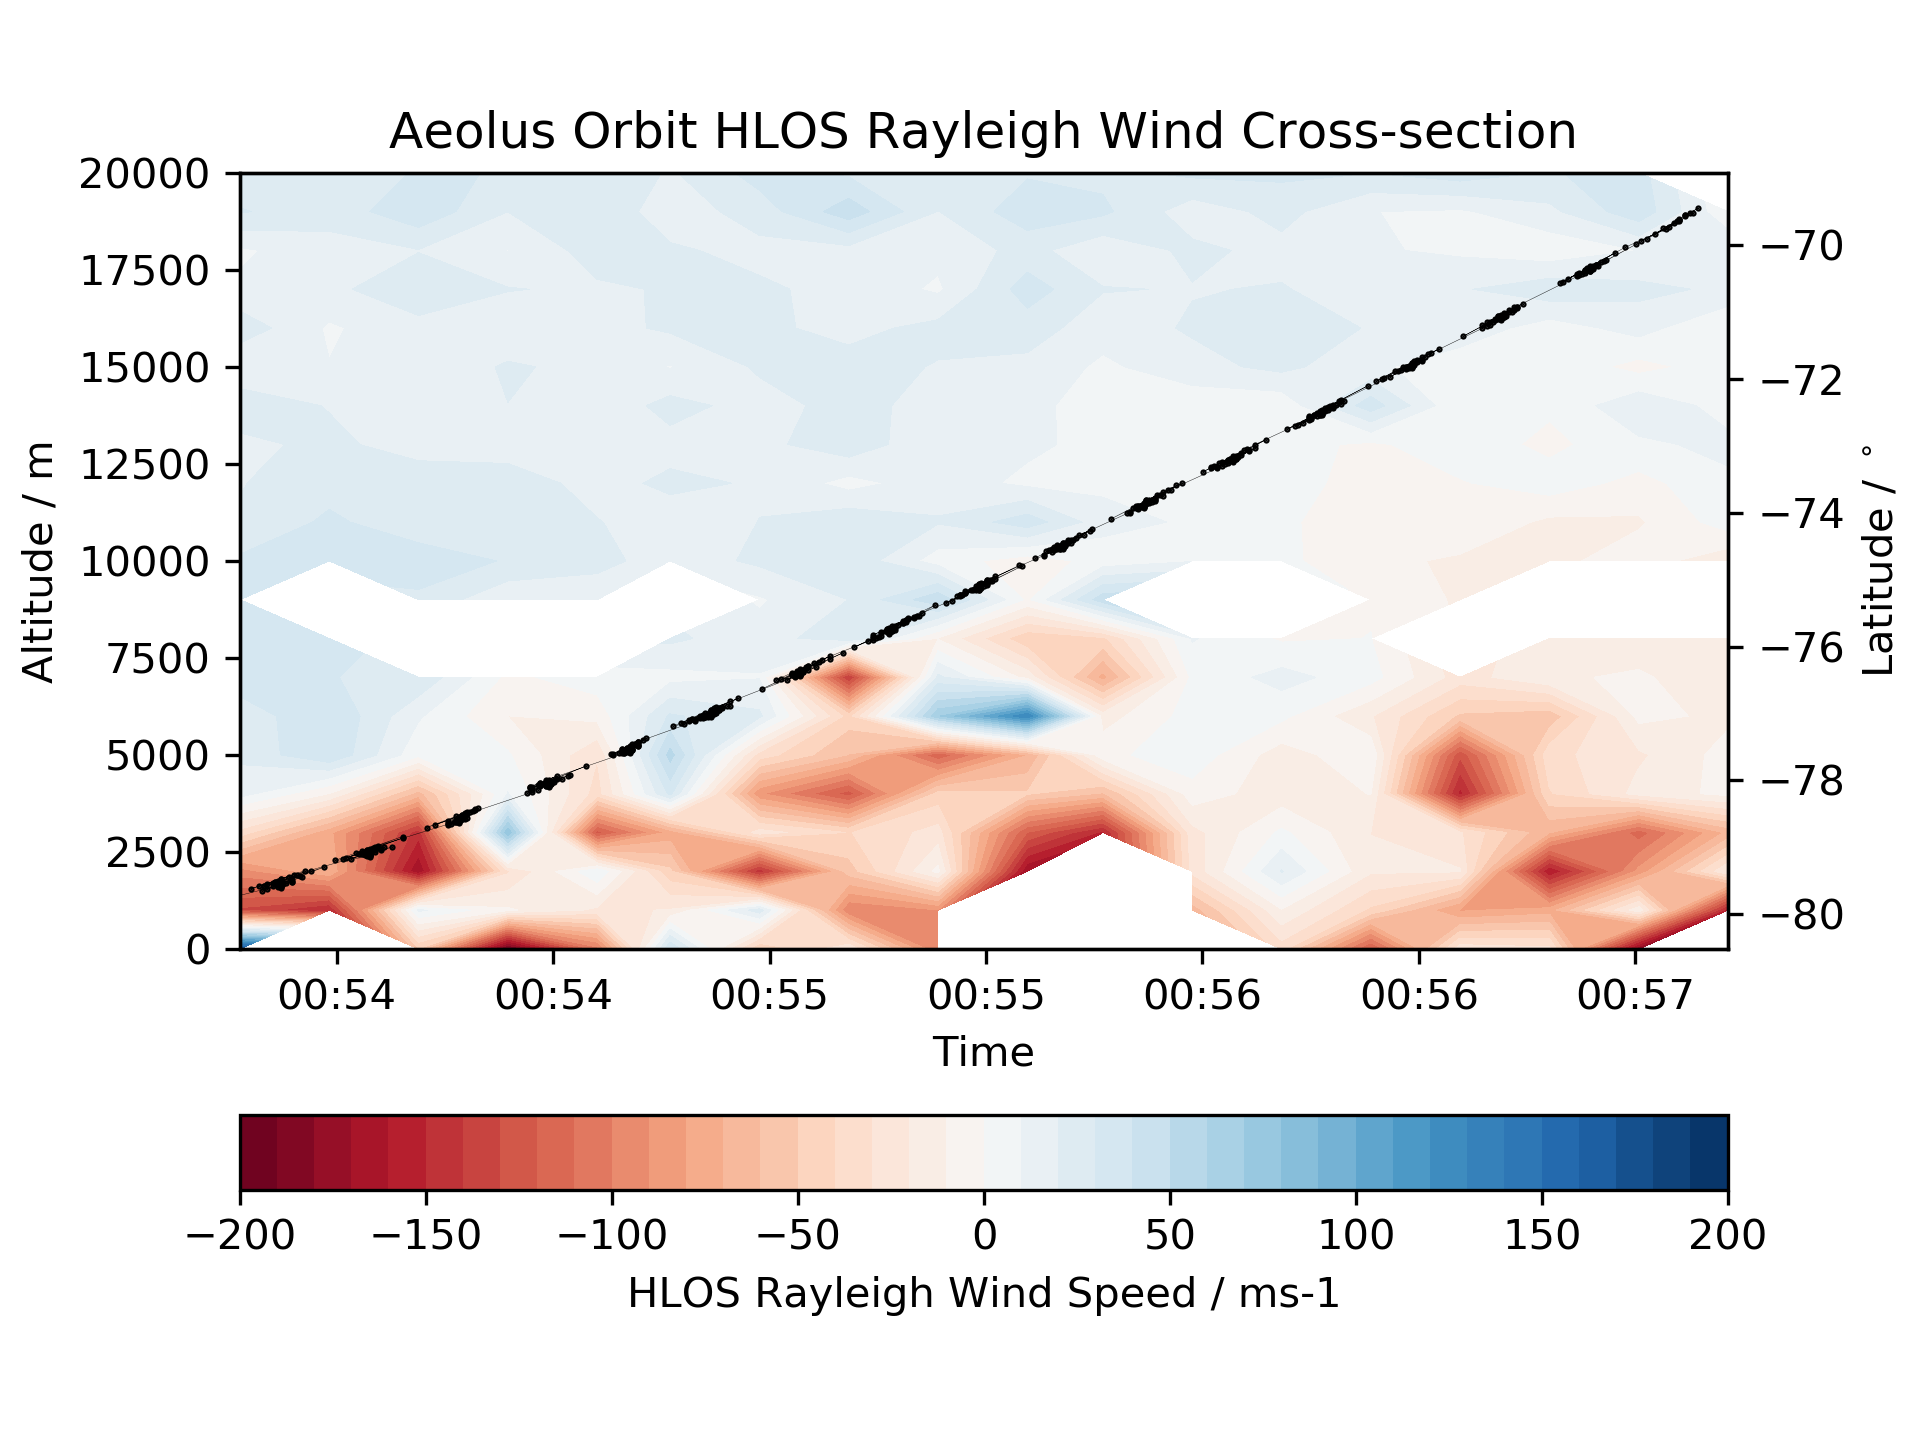 Aeolus Orbit HLOS Rayleigh Wind Cross-section
20000
17500
15000
12500
10000
7500
5000
2500
0
Altitude / m
−70
−72
−74
−76
−78
−80
Latitude / °
00:54 00:54 00:55 00:55 00:56 00:56 00:57
Time
−200 −150 −100 −50 0 50 100 150 200
HLOS Rayleigh Wind Speed / ms-1